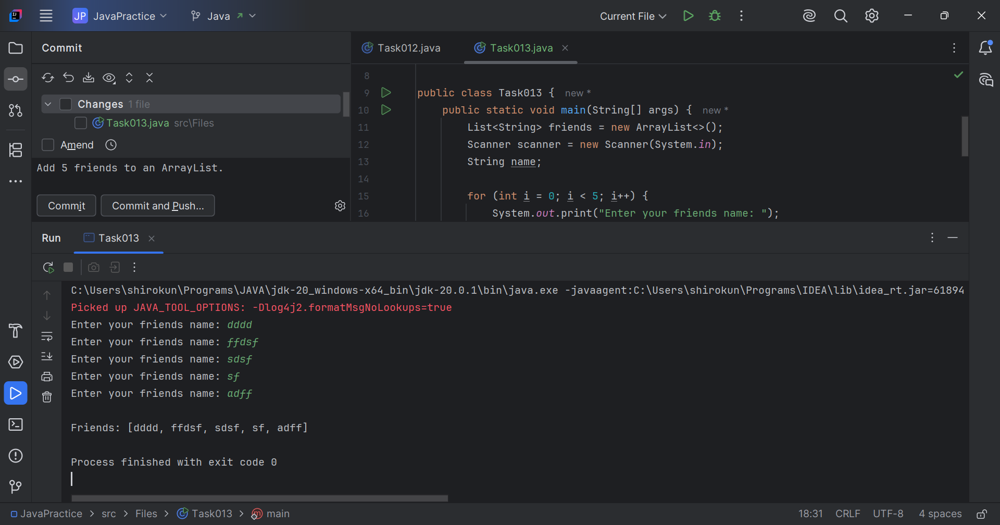 JP JavaPractice Java Current File
Commit
Changes 1 file
Task013.java src\Files
Amend
Add 5 friends to an ArrayList.
Commit
Commit and Push...
Task012.java
Task013.java
8
9 public class Task013 { new *
10 public static void main(String[] args) { new *
11 List<String> friends = new ArrayList<>();
12 Scanner scanner = new Scanner(System.in);
13 String name;
14
15 for (int i = 0; i < 5; i++) {
16 System.out.print("Enter your friends name: ");
Run Task013
C:\Users\shirokun\Programs\JAVA\jdk-20_windows-x64_bin\jdk-20.0.1\bin\java.exe -javaagent:C:\Users\shirokun\Programs\IDEA\lib\idea_rt.jar=61894
Picked up JAVA_TOOL_OPTIONS: -Dlog4j2.formatMsgNoLookups=true
Enter your friends name: dddd
Enter your friends name: ffdsf
Enter your friends name: sdsf
Enter your friends name: sf
Enter your friends name: adff
Friends: [dddd, ffdsf, sdsf, sf, adff]
Process finished with exit code 0
JavaPractice > src > Files > Task013 > main 18:31 CRLF UTF-8 4 spaces